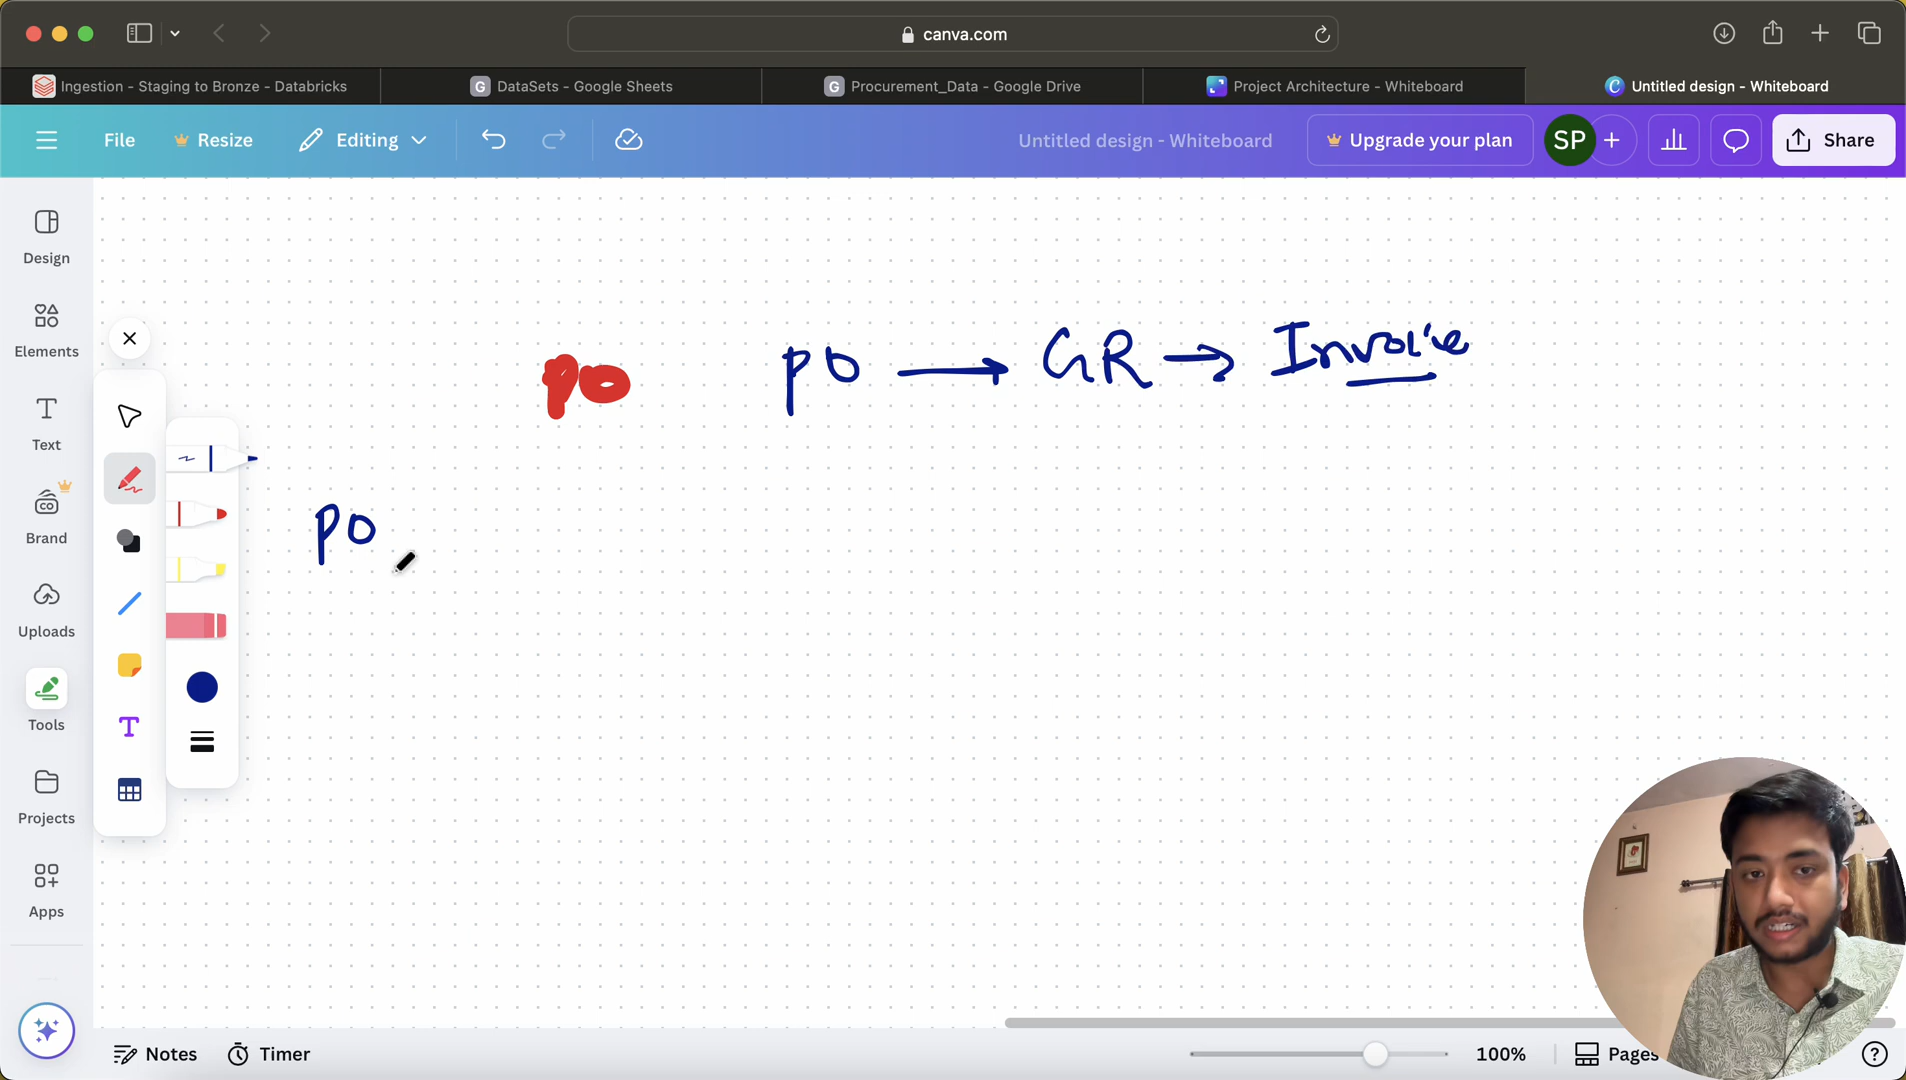 canva.com
Ingestion - Staging to Bronze - Databricks
DataSets - Google Sheets
Procurement_Data - Google Drive
Project Architecture - Whiteboard
Untitled design - Whiteboard
File
Resize
Editing
Untitled design - Whiteboard
Upgrade your plan
SP
Share
Design
Elements
Text
Brand
Uploads
Tools
Projects
Apps
po
po → GR → Invoice
po
Notes
Timer
100%
Pages